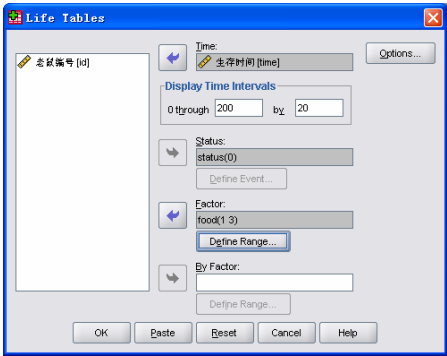 Life Tables
老鼠编号 [id]
Time:
生存时间 [time]
Options...
Display Time Intervals
0 through 200 by 20
Status:
status(0)
Define Event...
Factor:
food(1 3)
Define Range...
By Factor:
Define Range...
OK Paste Reset Cancel Help